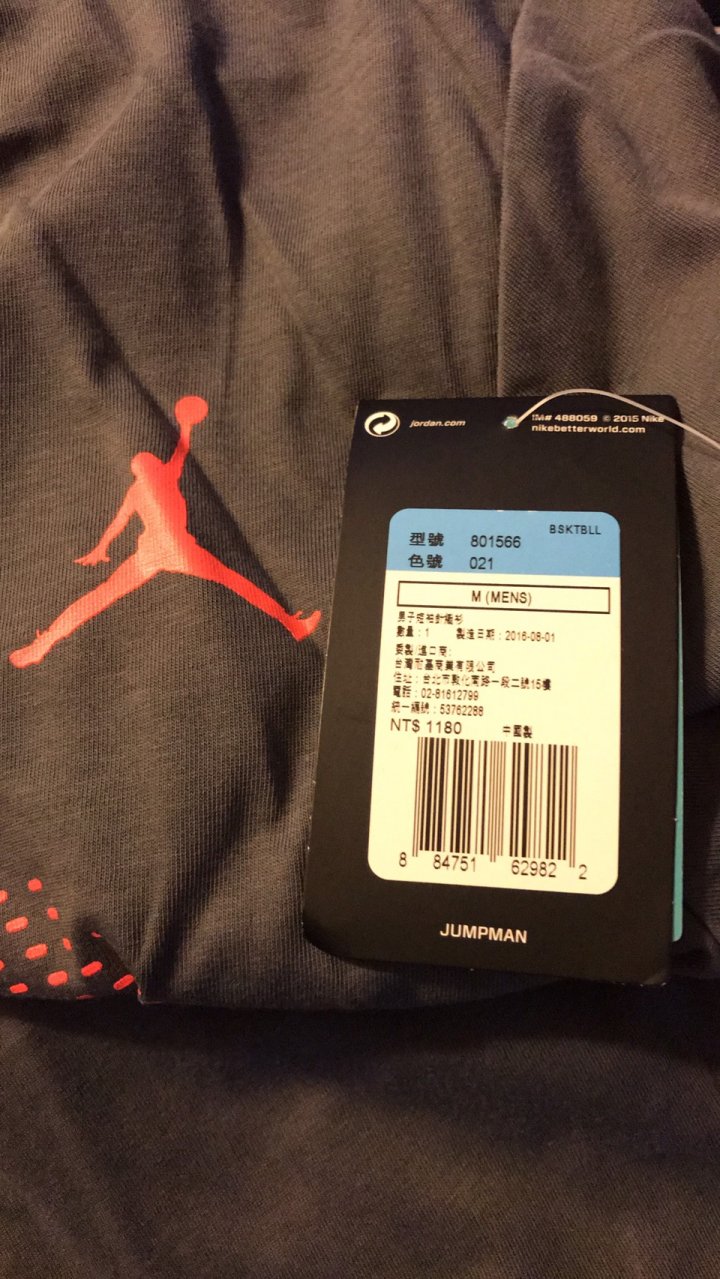 jordan.com
IM# 488059 © 2015 Nike
nikebetterworld.com
BSKTBLL
型號 801566
色號 021
M (MENS)
男子短袖針織衫
數量:1 製造日期:2016-08-01
委製/進口商:
台灣耐基商業有限公司
住址:台北市敦化南路一段二號15樓
電話:02-81612799
統一編號:53762288
NT$ 1180 中國製
8 84751 62982 2
JUMPMAN